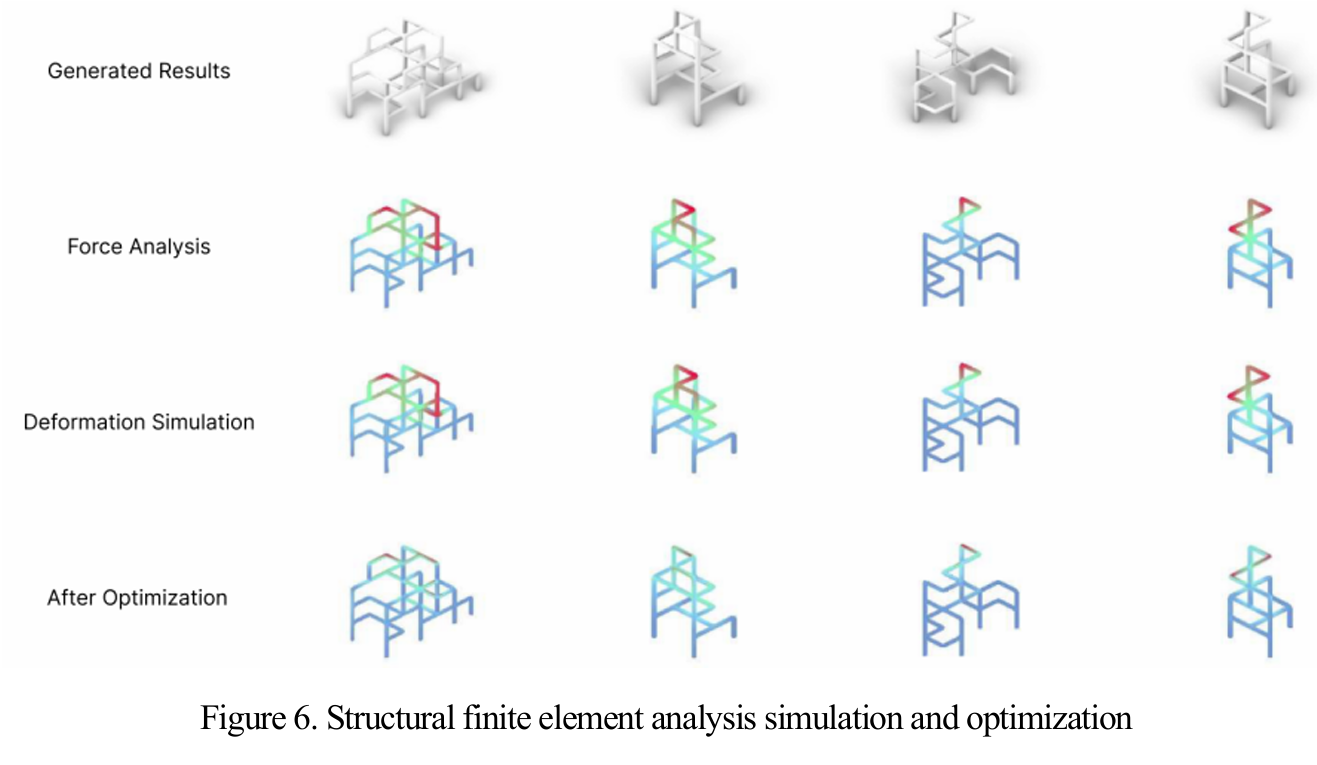 Generated Results
Force Analysis
Deformation Simulation
After Optimization
Figure 6. Structural finite element analysis simulation and optimization